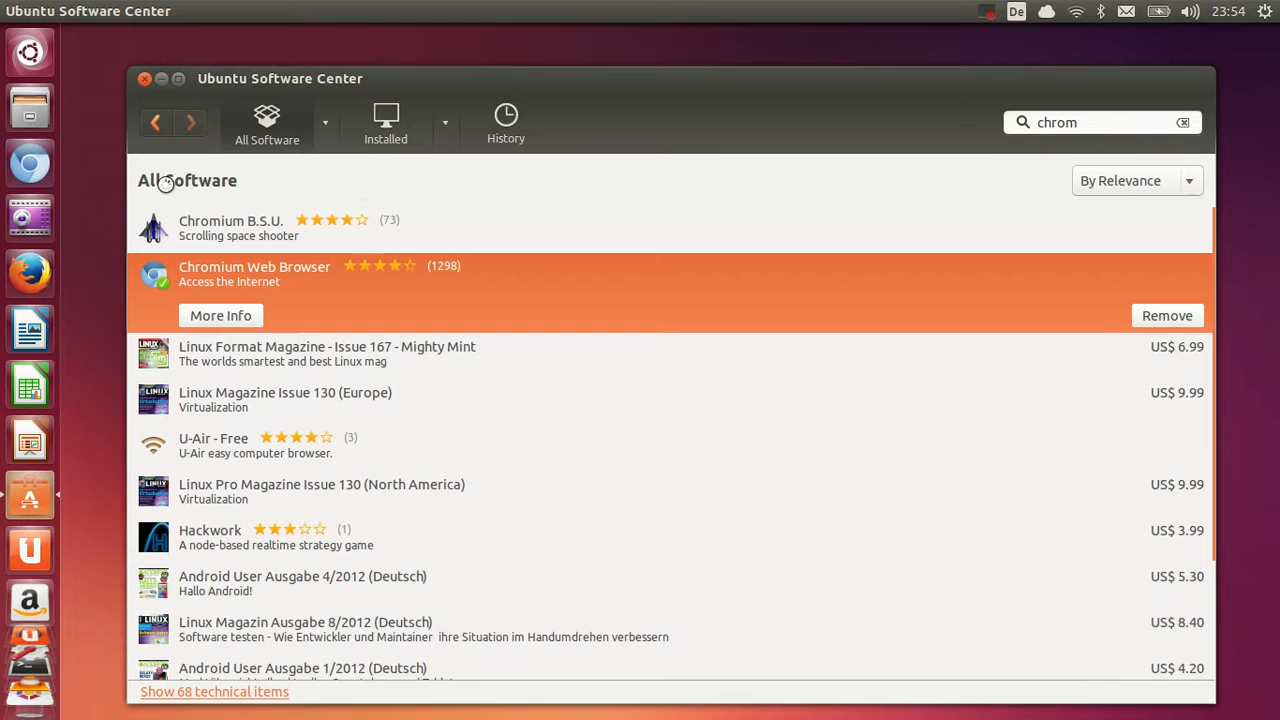 Ubuntu Software Center
De
23:54
Ubuntu Software Center
All Software
Installed
History
chrom
All Software
By Relevance
Chromium B.S.U. (73)
Scrolling space shooter
Chromium Web Browser (1298)
Access the Internet
More Info
Remove
Linux Format Magazine - Issue 167 - Mighty Mint US$ 6.99
The worlds smartest and best Linux mag
Linux Magazine Issue 130 (Europe) US$ 9.99
Virtualization
U-Air - Free (3)
U-Air easy computer browser.
Linux Pro Magazine Issue 130 (North America) US$ 9.99
Virtualization
Hackwork (1) US$ 3.99
A node-based realtime strategy game
Android User Ausgabe 4/2012 (Deutsch) US$ 5.30
Hallo Android!
Linux Magazin Ausgabe 8/2012 (Deutsch) US$ 8.40
Software testen - Wie Entwickler und Maintainer ihre Situation im Handumdrehen verbessern
Android User Ausgabe 1/2012 (Deutsch) US$ 4.20
Show 68 technical items